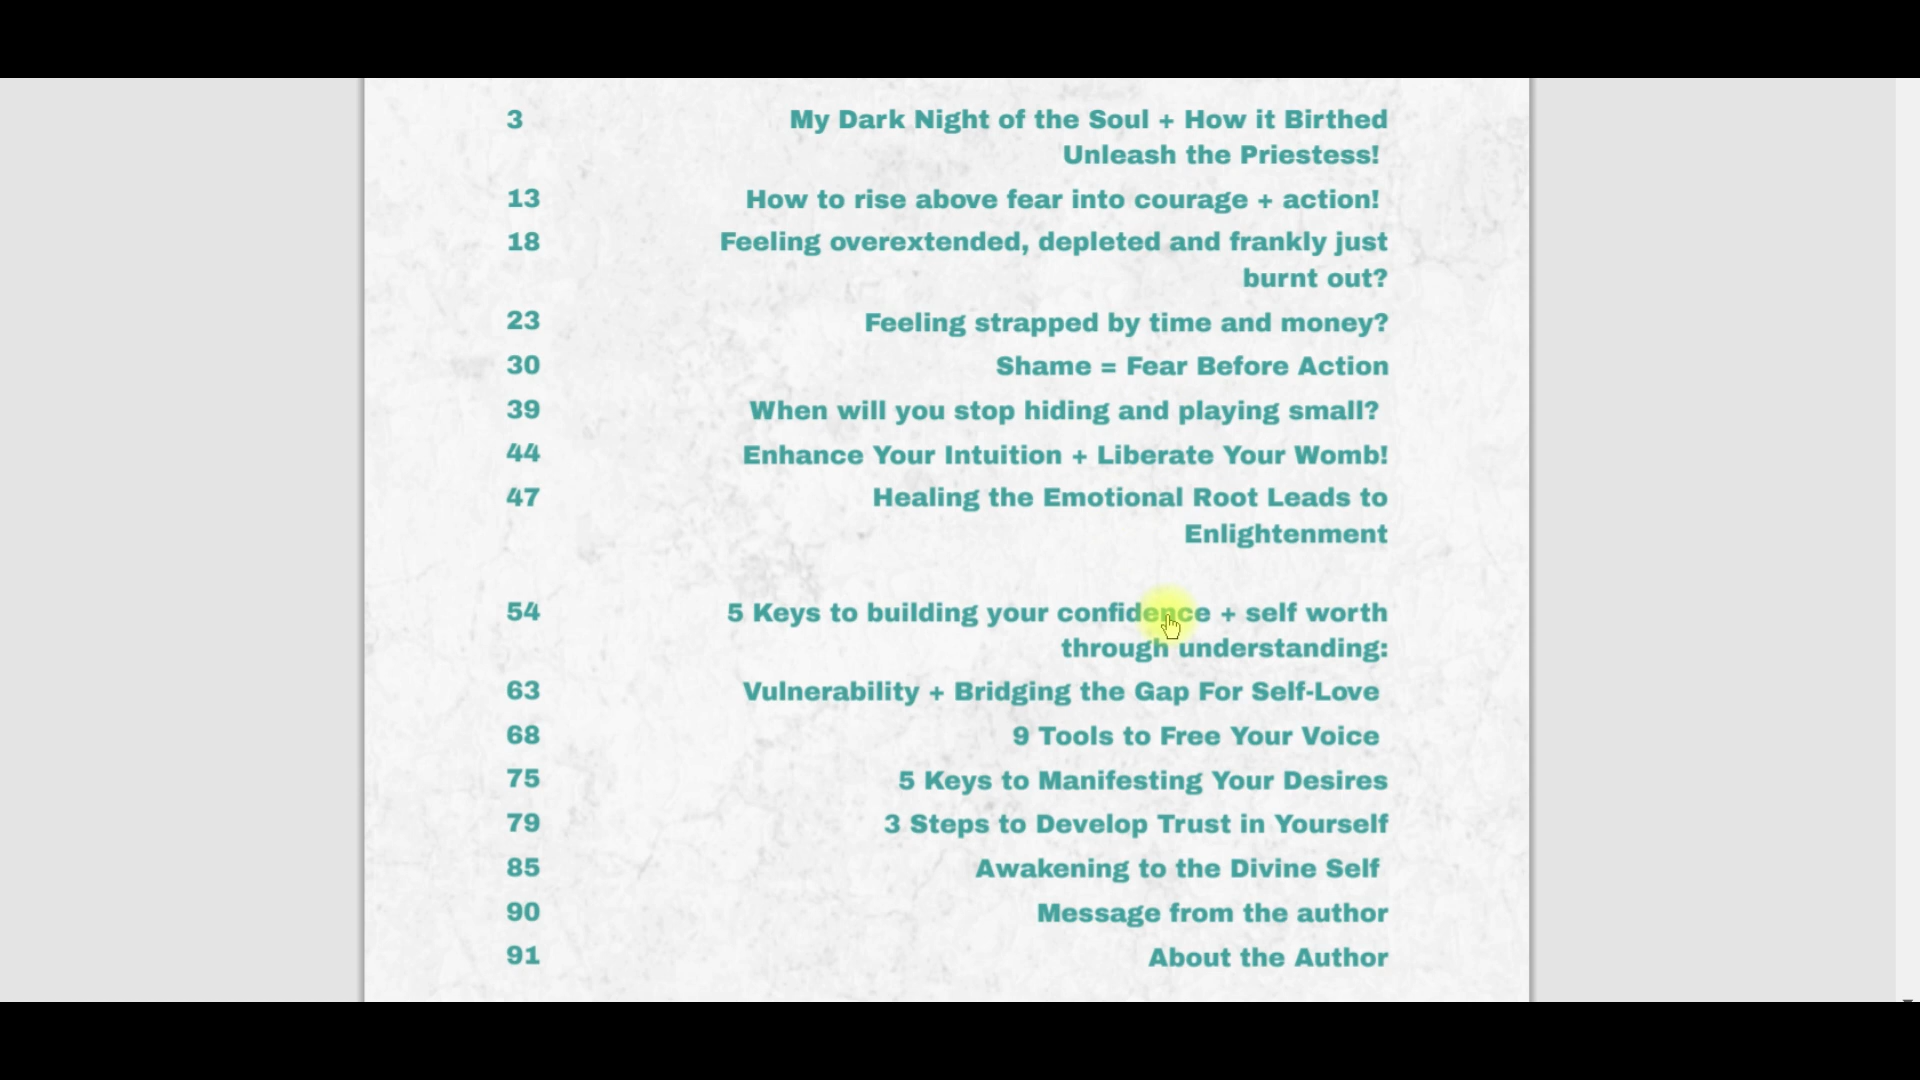 3 My Dark Night of the Soul + How it Birthed
Unleash the Priestess!
13 How to rise above fear into courage + action!
18 Feeling overextended, depleted and frankly just
burnt out?
23 Feeling strapped by time and money?
30 Shame = Fear Before Action
39 When will you stop hiding and playing small?
44 Enhance Your Intuition + Liberate Your Womb!
47 Healing the Emotional Root Leads to
Enlightenment
54 5 Keys to building your confidence + self worth
through understanding:
63 Vulnerability + Bridging the Gap For Self-Love
68 9 Tools to Free Your Voice
75 5 Keys to Manifesting Your Desires
79 3 Steps to Develop Trust in Yourself
85 Awakening to the Divine Self
90 Message from the author
91 About the Author